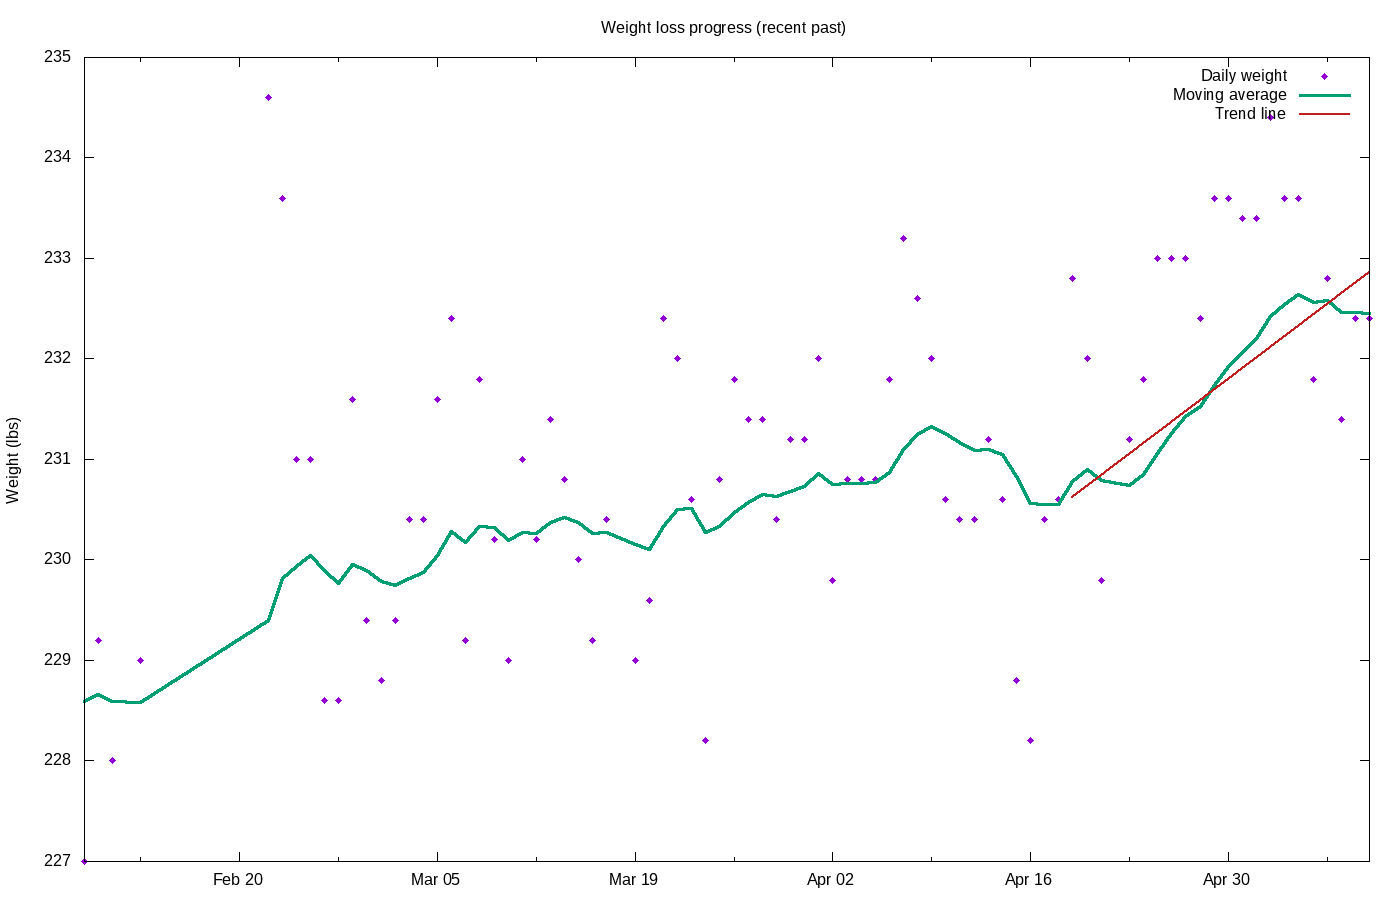 Weight loss progress (recent past)
235
234
233
232
231
230
229
228
227
Weight (lbs)
Daily weight
Moving average
Trend line
Feb 20
Mar 05
Mar 19
Apr 02
Apr 16
Apr 30